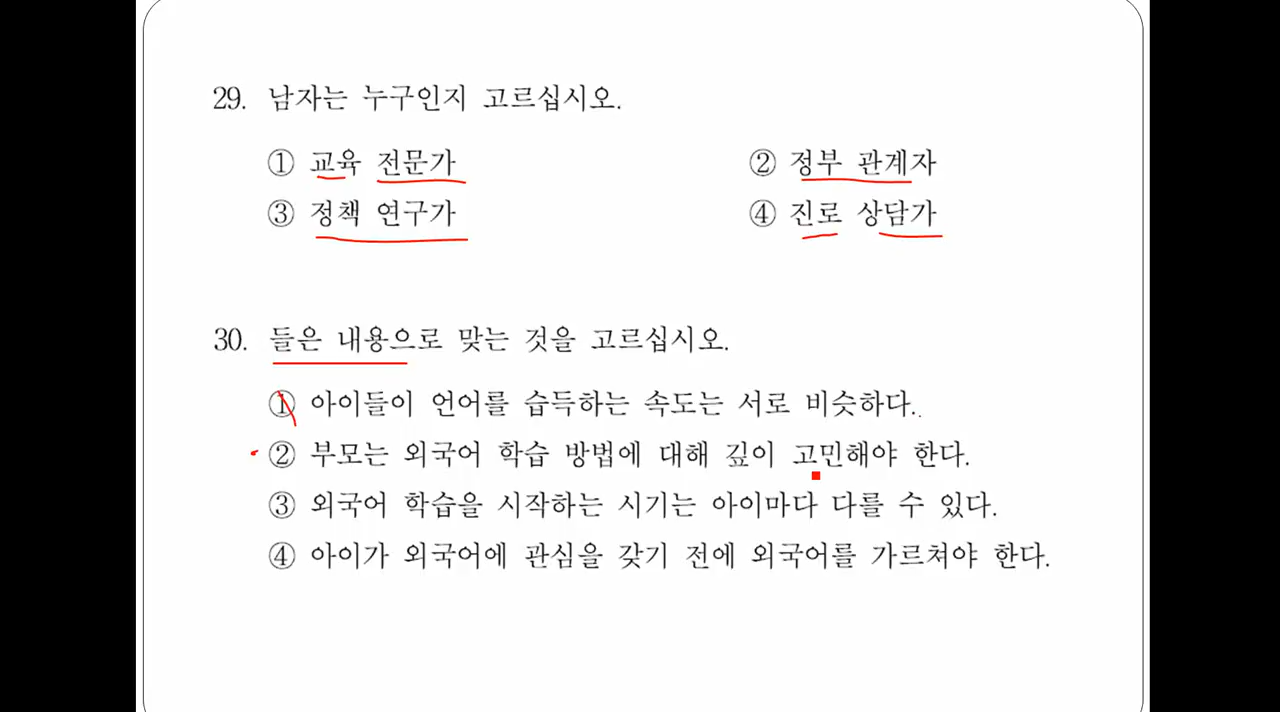 29. 남자는 누구인지 고르십시오.
① 교육 전문가 ② 정부 관계자
③ 정책 연구가 ④ 진로 상담가
30. 들은 내용으로 맞는 것을 고르십시오.
① 아이들이 언어를 습득하는 속도는 서로 비슷하다.
② 부모는 외국어 학습 방법에 대해 깊이 고민해야 한다.
③ 외국어 학습을 시작하는 시기는 아이마다 다를 수 있다.
④ 아이가 외국어에 관심을 갖기 전에 외국어를 가르쳐야 한다.